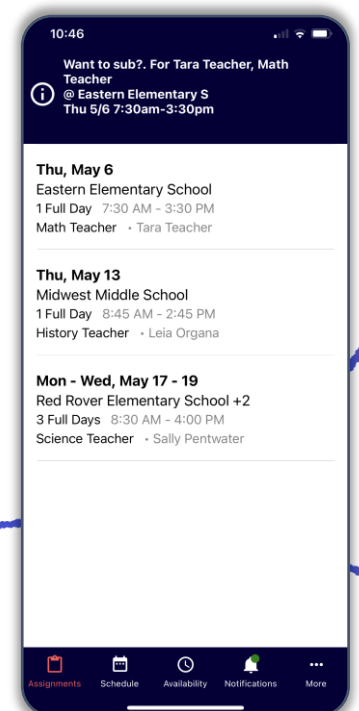 10:46
Want to sub?. For Tara Teacher, Math
Teacher
@ Eastern Elementary S
Thu 5/6 7:30am-3:30pm
Thu, May 6
Eastern Elementary School
1 Full Day 7:30 AM - 3:30 PM
Math Teacher • Tara Teacher
Thu, May 13
Midwest Middle School
1 Full Day 8:45 AM - 2:45 PM
History Teacher • Leia Organa
Mon - Wed, May 17 - 19
Red Rover Elementary School +2
3 Full Days 8:30 AM - 4:00 PM
Science Teacher • Sally Pentwater
Assignments Schedule Availability Notifications More